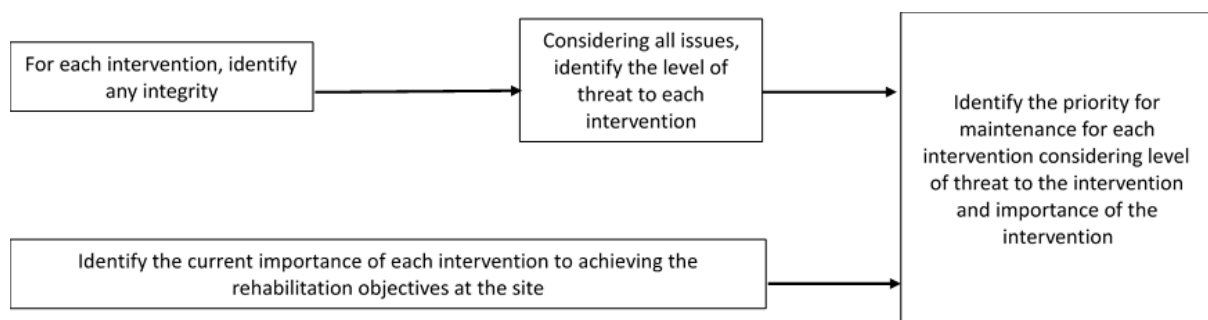 For each intervention, identify
any integrity
Considering all issues,
identify the level of
threat to each
intervention
Identify the priority for
maintenance for each
intervention considering level
of threat to the intervention
and importance of the
intervention
Identify the current importance of each intervention to achieving the
rehabilitation objectives at the site